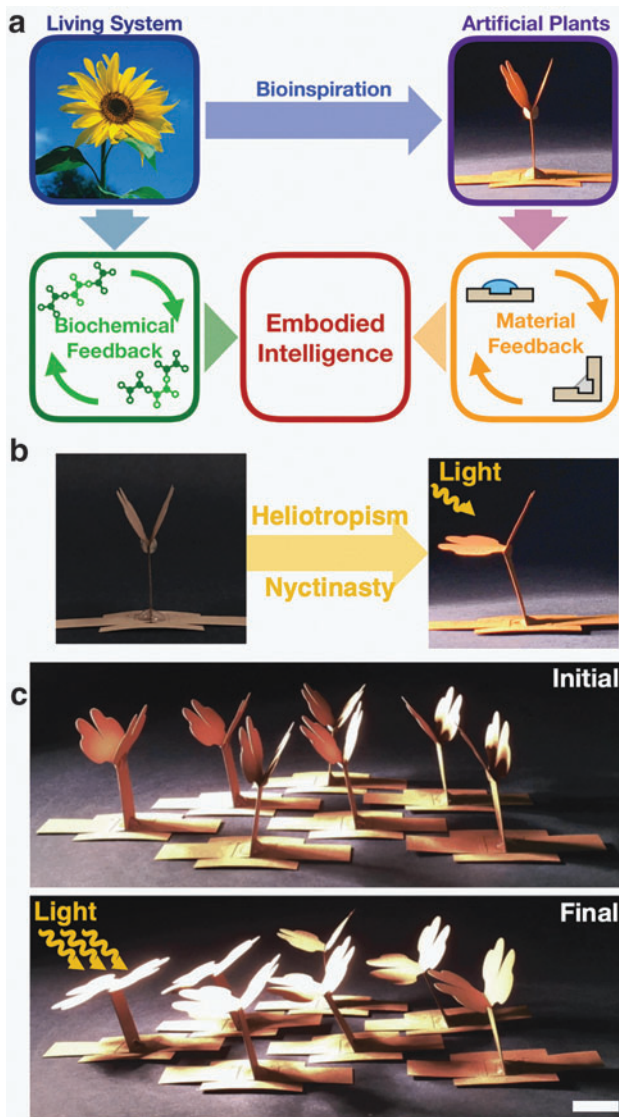 a
Living System
Artificial Plants
Bioinspiration
Biochemical
Feedback
Embodied
Intelligence
Material
Feedback
b
Light
Heliotropism
Nyctinasty
c
Initial
Light
Final